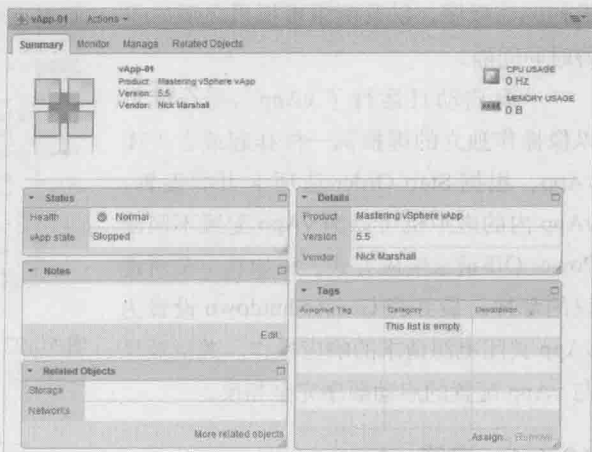 vApp-01 Actions
Summary Monitor Manage Related Objects
vApp-01
Product: Mastering vSphere vApp
Version: 5.5
Vendor: Nick Marshall
CPU USAGE
0 Hz
MEMORY USAGE
0 B
States
Health Normal
vApp state Stopped
Notes
Edit...
Related Objects
Storage
Networks
More related objects
Details
Product Mastering vSphere vApp
Version 5.5
Vendor Nick Marshall
Tags
Assigned Tag Category Description
This list is empty.
Assign... Remove...